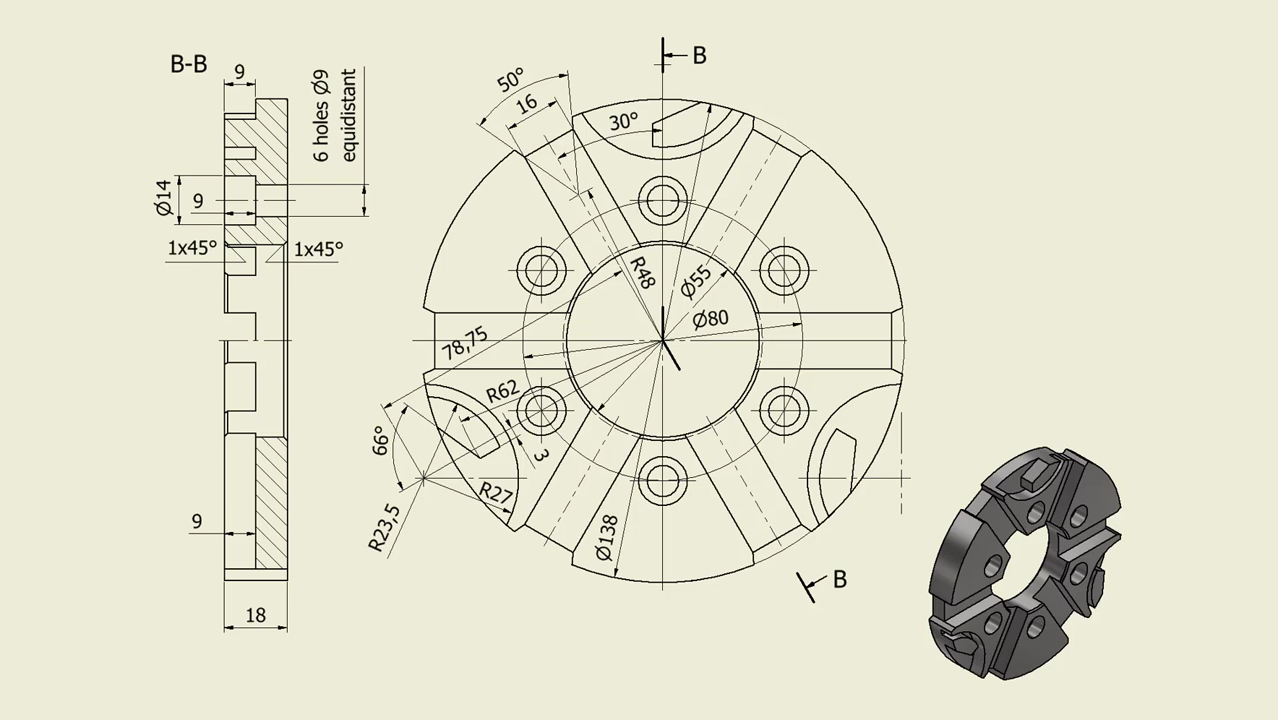 B-B
9
6 holes Ø9
equidistant
Ø14
9
1x45°
1x45°
9
18
B
50°
16
30°
R48
Ø55
Ø80
78,75
R62
66°
3
R27
R23,5
Ø138
B